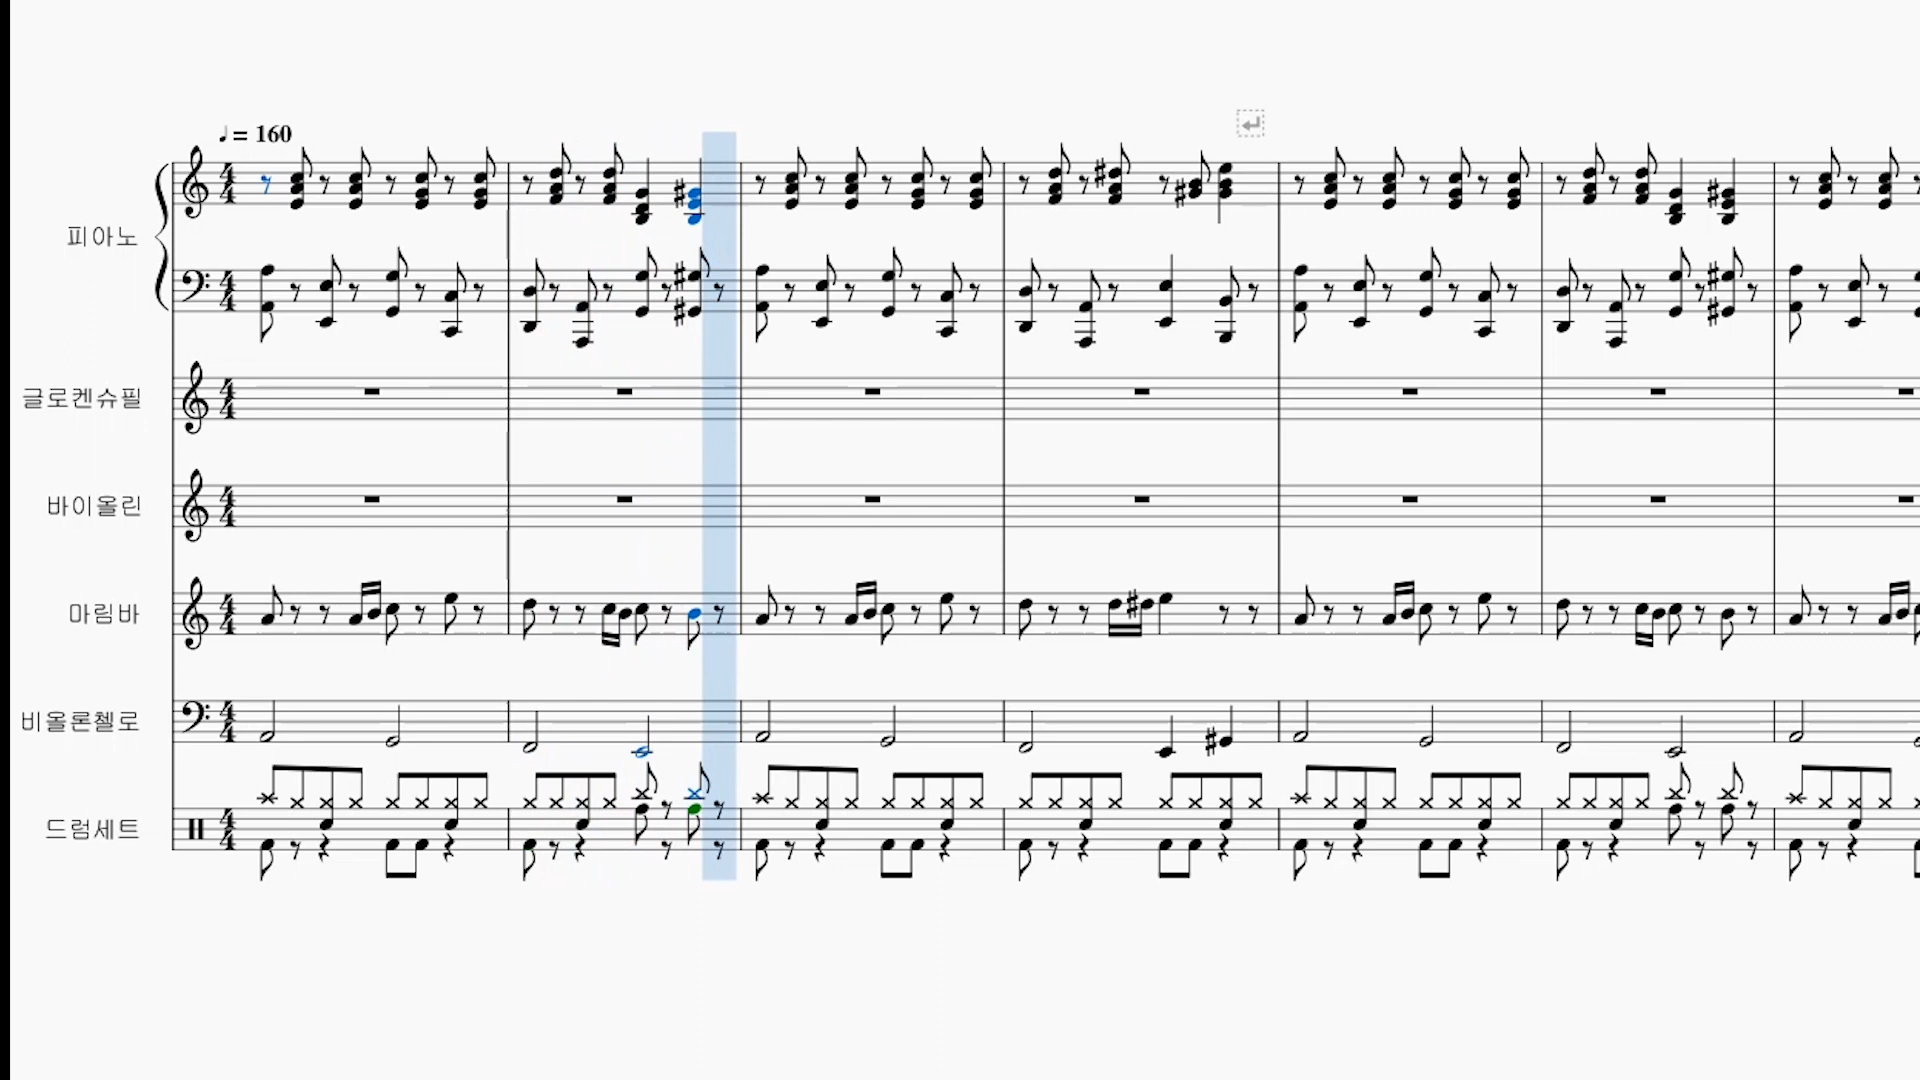 ♩= 160
피아노
글로켄슈필
바이올린
마림바
비올론첼로
드럼세트